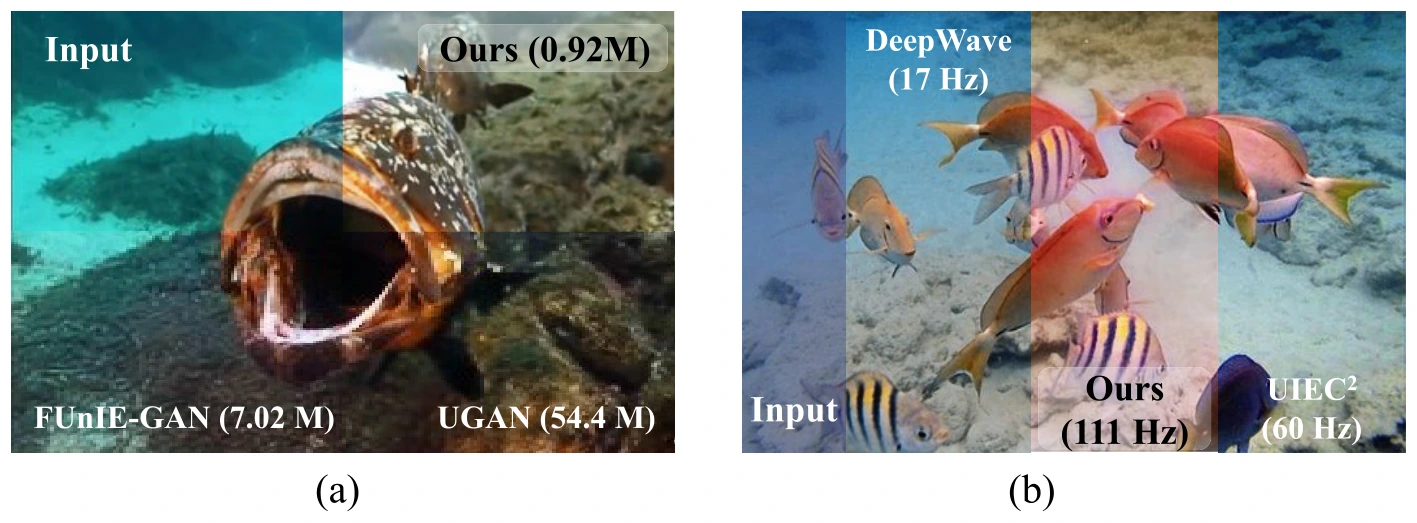 Input
Ours (0.92M)
FUnIE-GAN (7.02 M)
UGAN (54.4 M)
(a)
DeepWave
(17 Hz)
Input
Ours
(111 Hz)
UIEC²
(60 Hz)
(b)